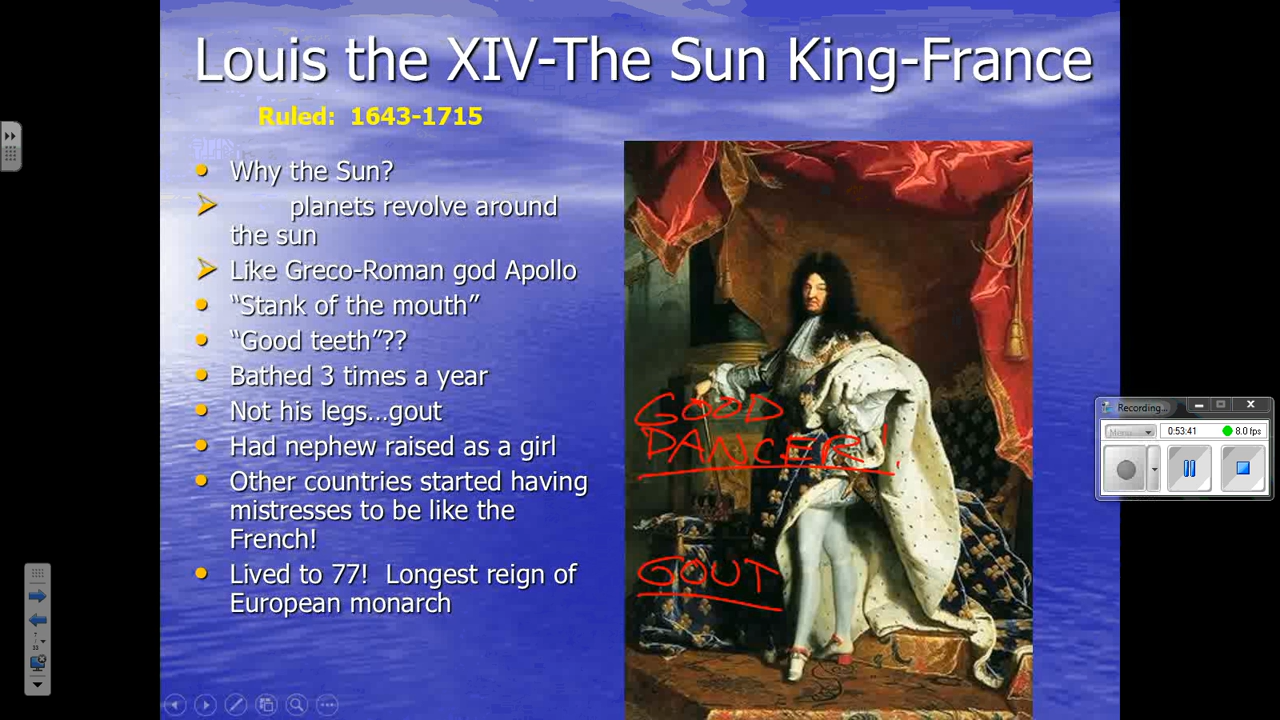 Louis the XIV-The Sun King-France
Ruled: 1643-1715
Why the Sun?
planets revolve around
the sun
Like Greco-Roman god Apollo
“Stank of the mouth”
“Good teeth”??
Bathed 3 times a year
Not his legs…gout
Had nephew raised as a girl
Other countries started having
mistresses to be like the
French!
Lived to 77! Longest reign of
European monarch
GOOD
DANCER!
GOUT
Recording...
Menu
0:53:41 8.0 fps